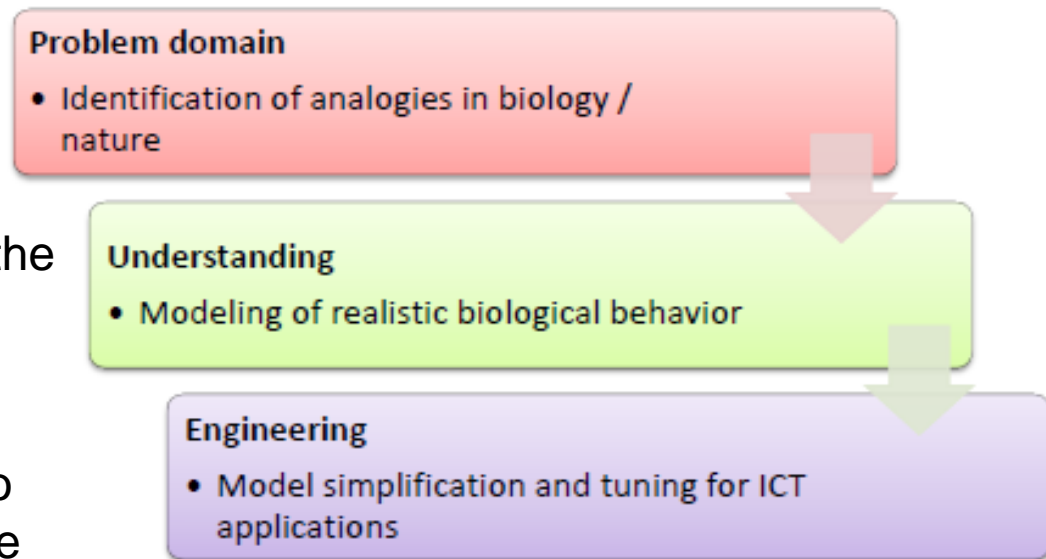 Problem domain
• Identification of analogies in biology /
nature
the
Understanding
• Modeling of realistic biological behavior
Engineering
• Model simplification and tuning for ICT
applications